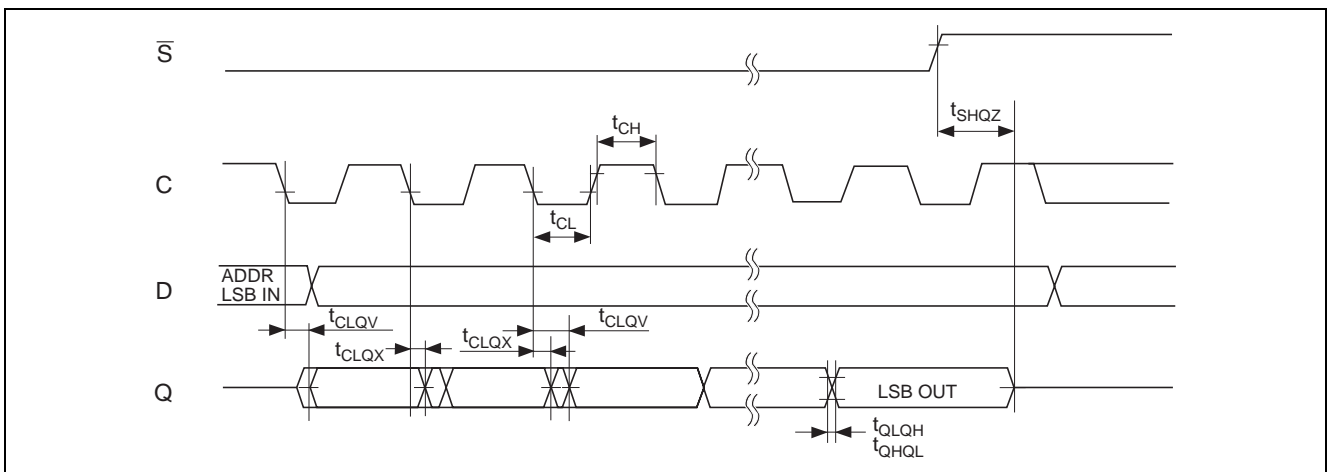 S̅
tSHQZ
tCH
C
tCL
ADDR
LSB IN
D
tCLQV
tCLQX
tCLQX
tCLQV
Q
LSB OUT
tQLQH
tQHQL